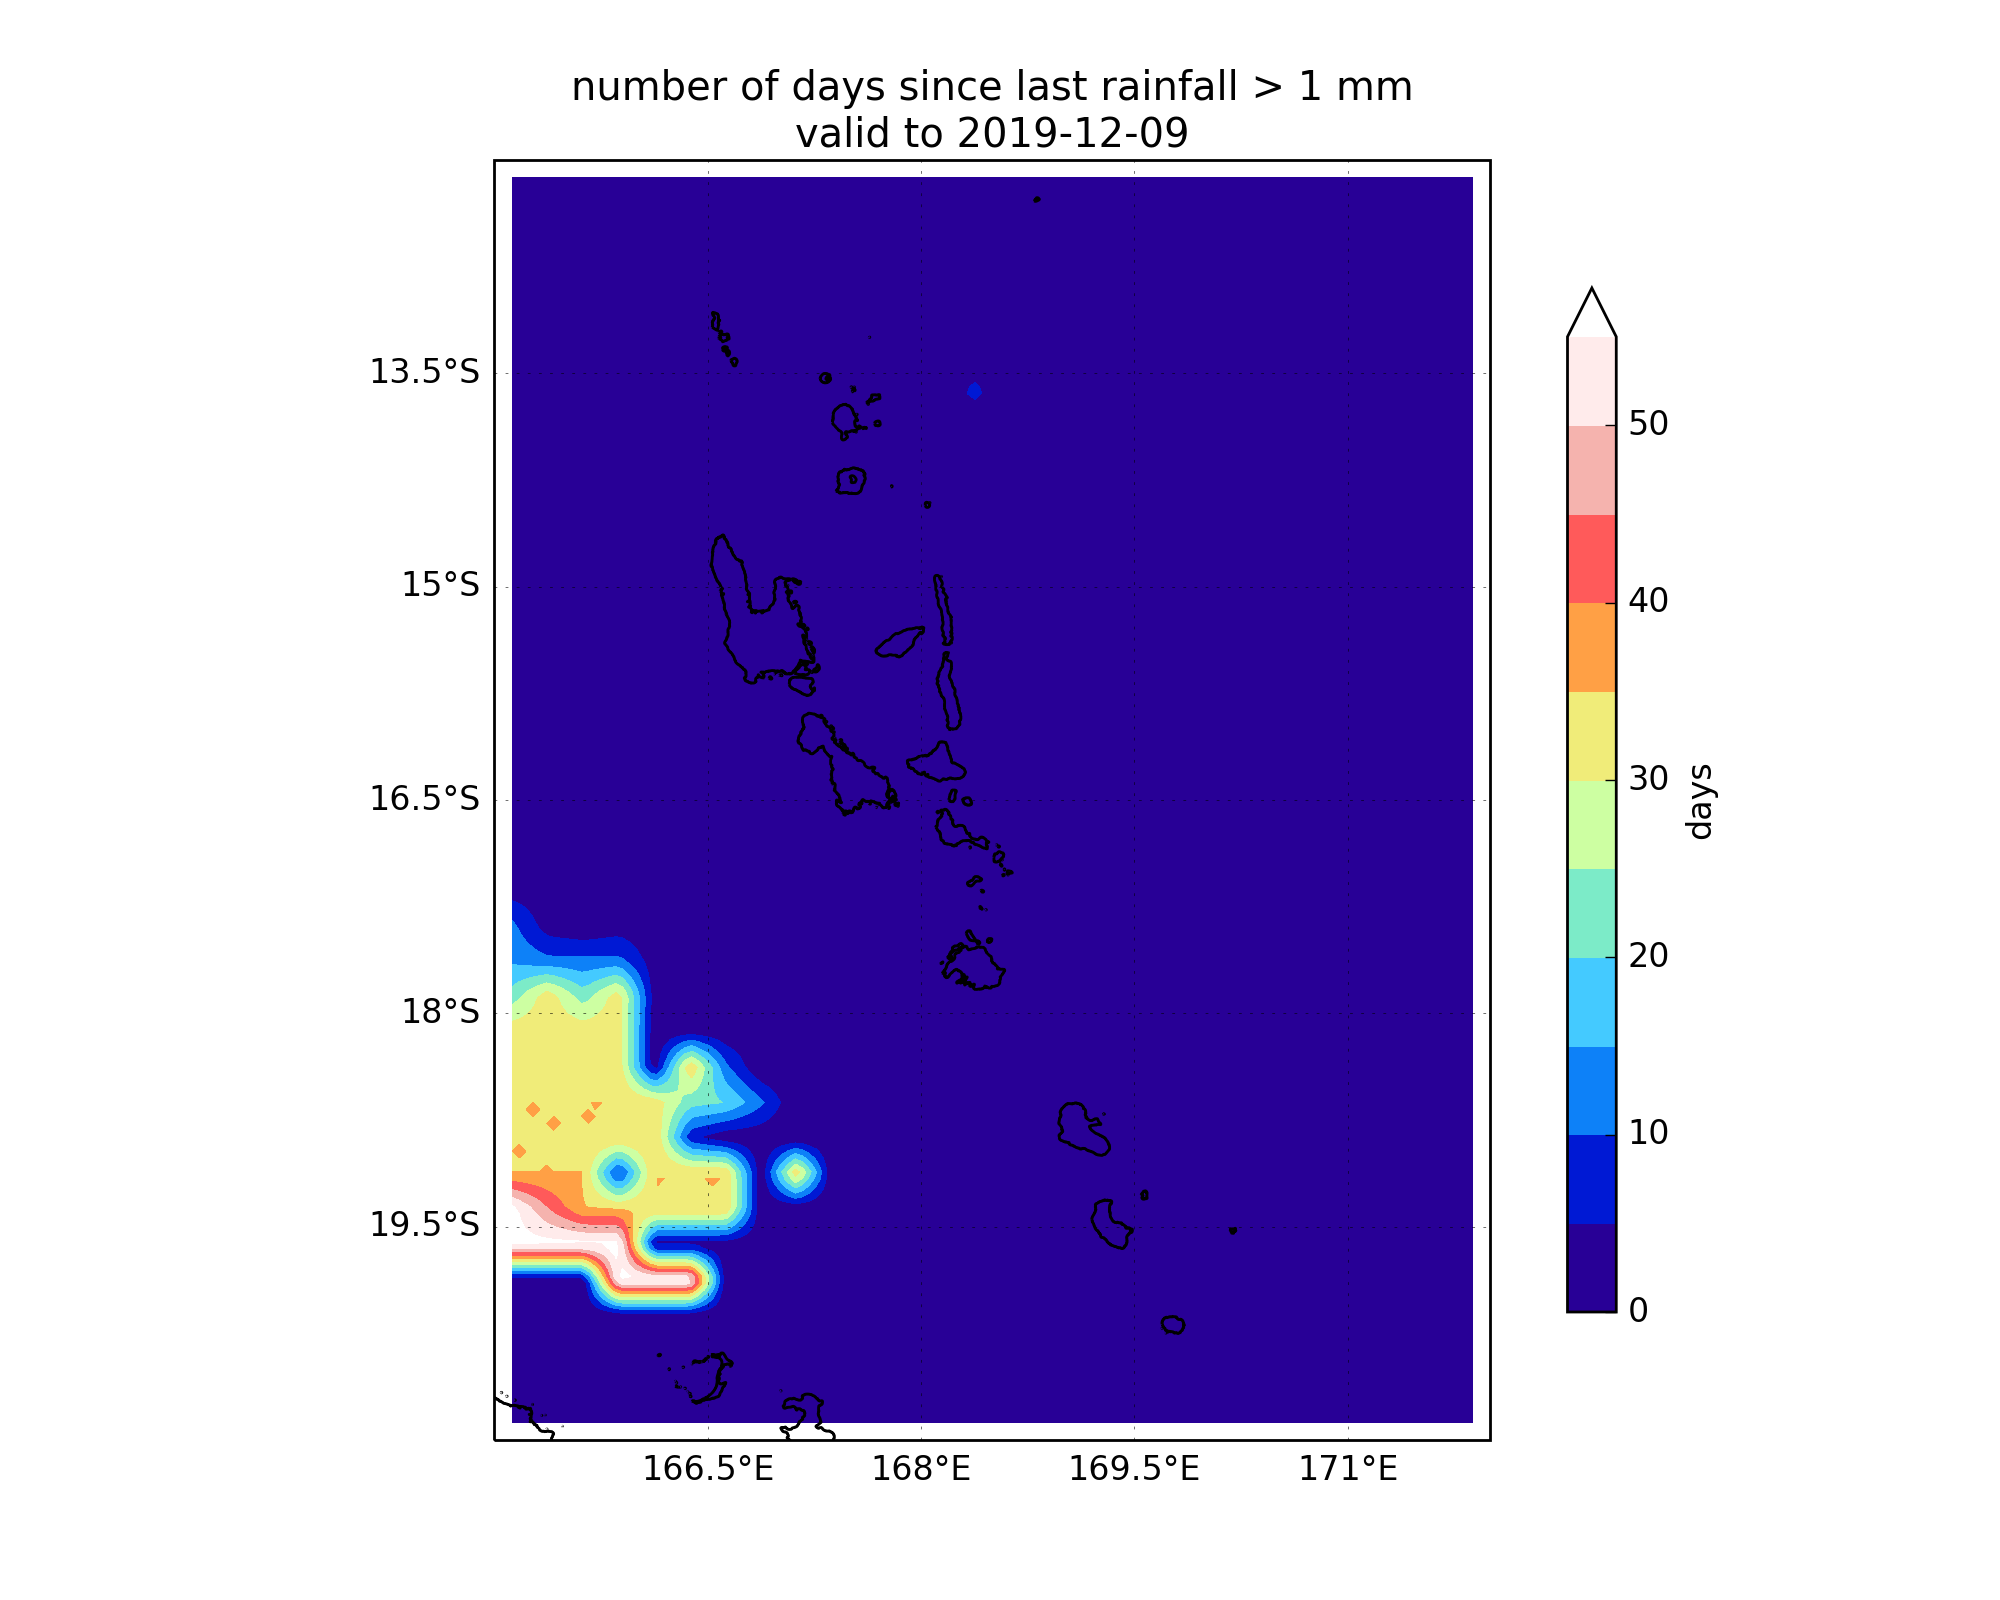 number of days since last rainfall > 1 mm
valid to 2019-12-09
13.5°S
15°S
16.5°S
18°S
19.5°S
166.5°E
168°E
169.5°E
171°E
50
40
30
20
10
0
days